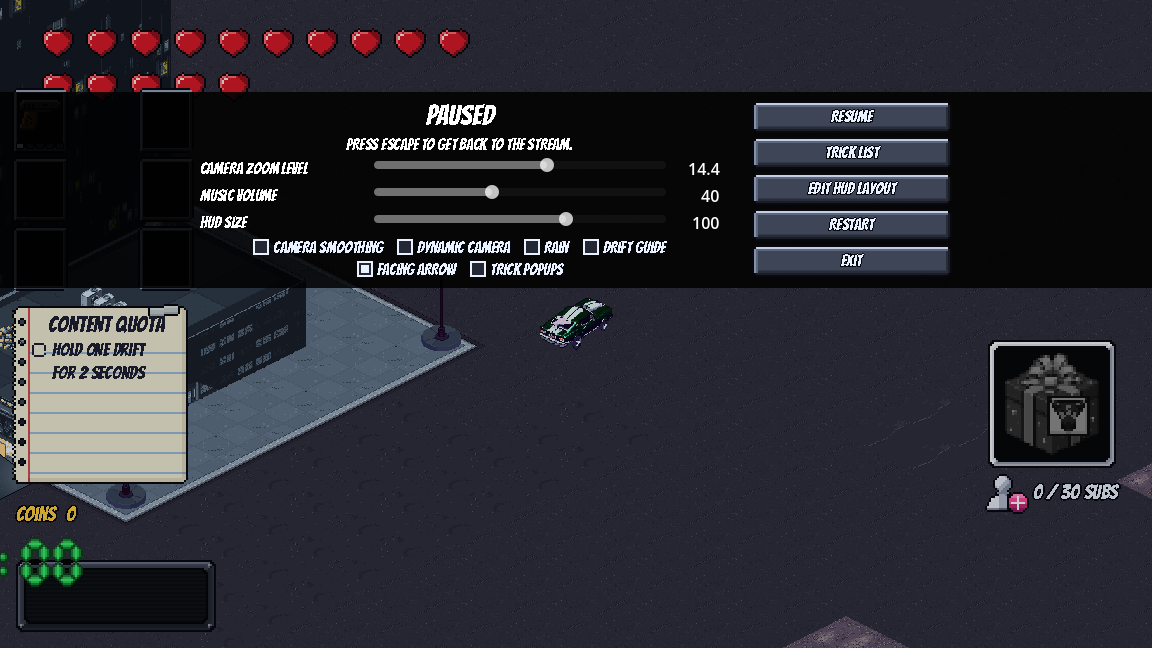 PAUSED
PRESS ESCAPE TO GET BACK TO THE STREAM.
CAMERA ZOOM LEVEL 14.4
MUSIC VOLUME 40
HUD SIZE 100
CAMERA SMOOTHING DYNAMIC CAMERA RAIN DRIFT GUIDE
FACING ARROW TRICK POPUPS
RESUME
TRICK LIST
EDIT HUD LAYOUT
RESTART
EXIT
CONTENT QUOTA
HOLD ONE DRIFT
FOR 2 SECONDS
0 / 30 SUBS
COINS 0
:00